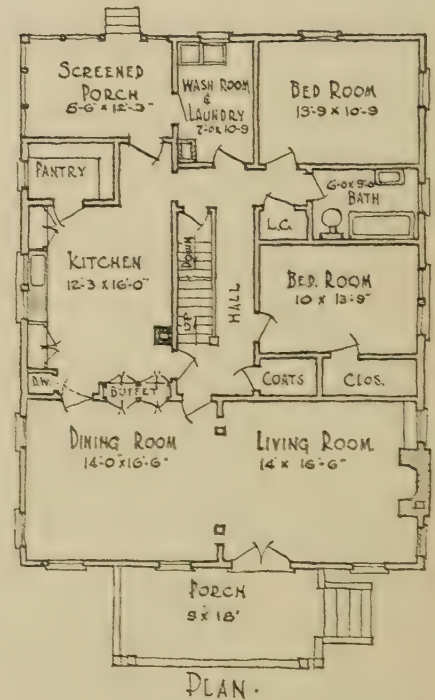 SCREENED
PORCH
8-6" x 12'-3"
WASH ROOM
&
LAUNDRY
7'-0 x 10-9
BED ROOM
13'-9 x 10-9
PANTRY
6-0 x 9-0
BATH
L.C.
KITCHEN
12'-3 x 16'-0"
DOWN
UP
HALL
BED. ROOM
10 x 13'-9"
D.W.
BUFFET
COATS
CLOS.
DINING ROOM
14'-0" x 16'-6"
LIVING ROOM.
14' x 16'-6"
PORCH
9 x 18'
PLAN.